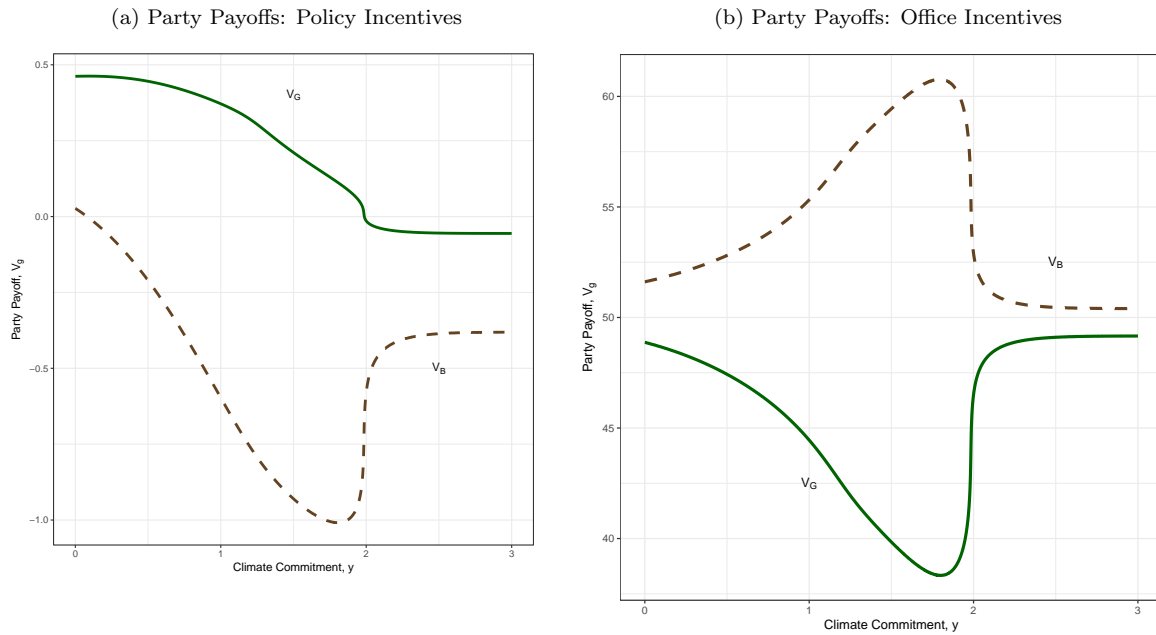 (a) Party Payoffs: Policy Incentives
0.5
0.0
−0.5
−1.0
Party Payoff, V_g
V_G
V_B
0 1 2 3
Climate Commitment, y
(b) Party Payoffs: Office Incentives
60
55
50
45
40
Party Payoff, V_g
V_B
V_G
0 1 2 3
Climate Commitment, y